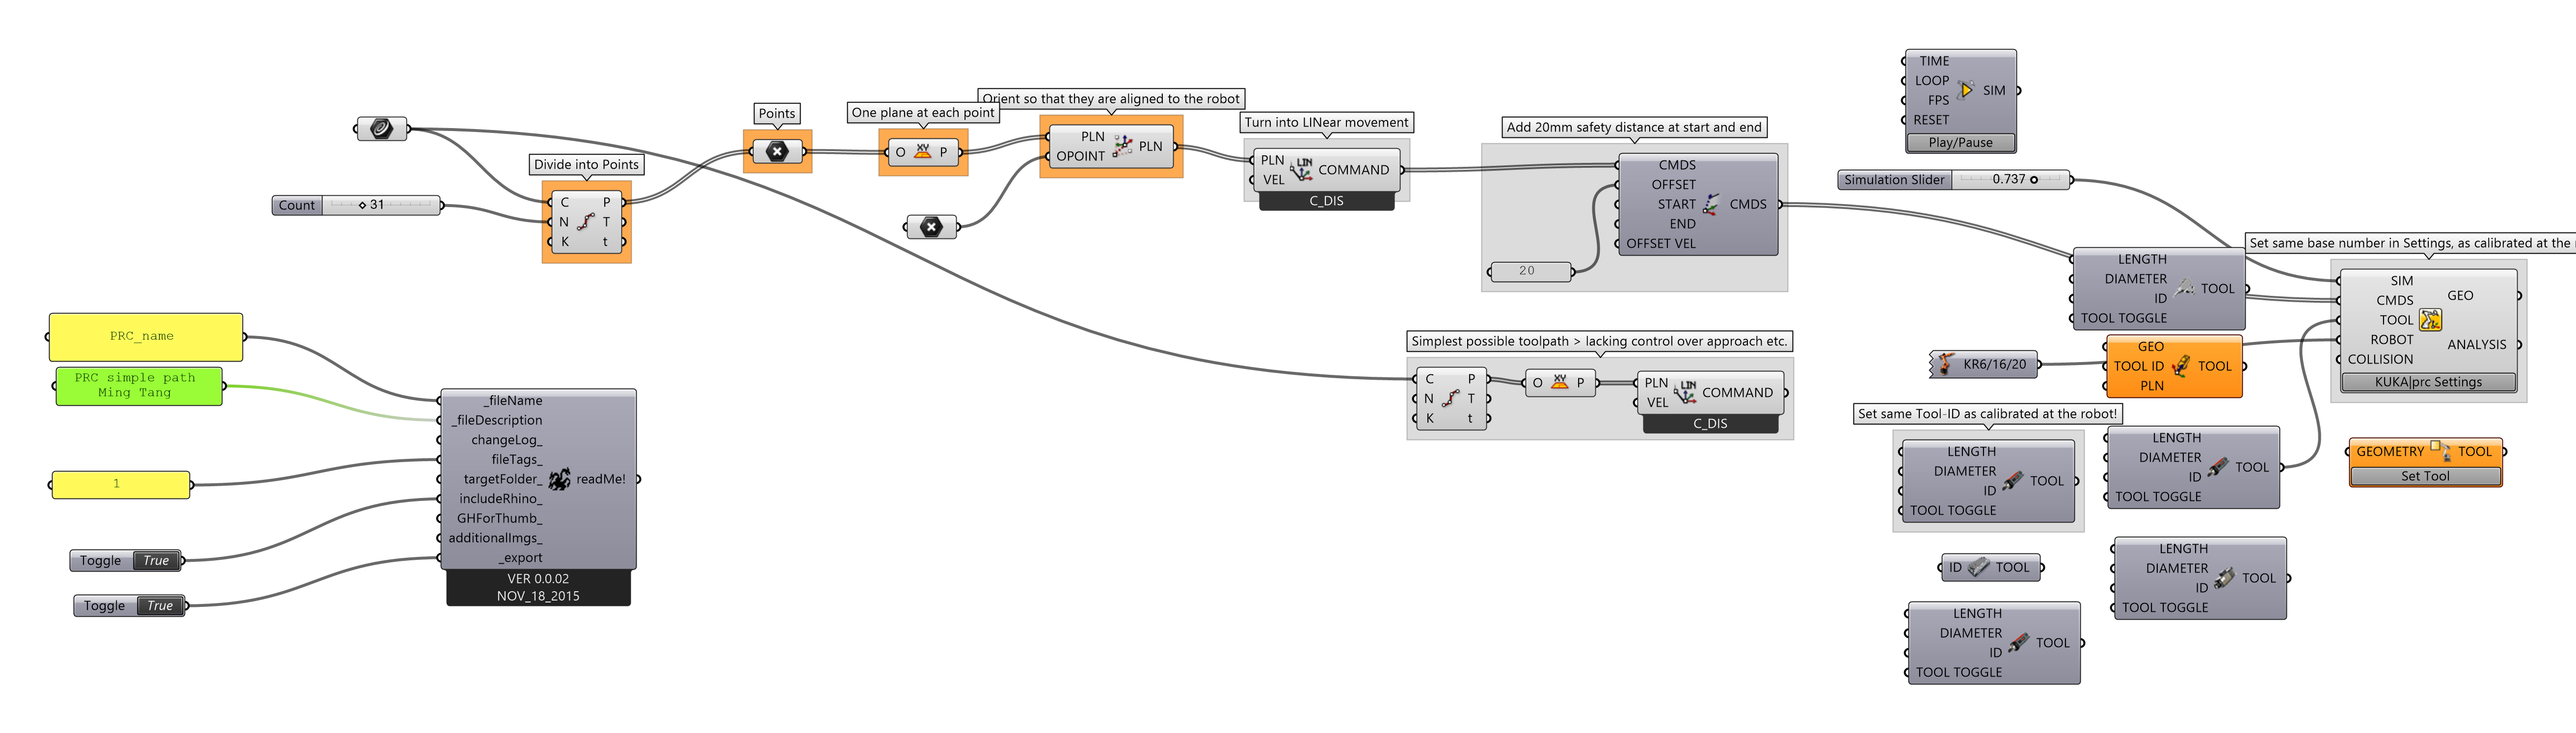 Count
31
Divide into Points
C P
N T
K t
Points
One plane at each point
O XY P
Orient so that they are aligned to the robot
PLN
OPOINT
PLN
Turn into LINear movement
PLN
VEL
LIN
COMMAND
C_DIS
Add 20mm safety distance at start and end
CMDS
OFFSET
START
END
OFFSET VEL
CMDS
20
TIME
LOOP
FPS
RESET
SIM
Play/Pause
Simulation Slider
0.737
LENGTH
DIAMETER
ID
TOOL TOGGLE
TOOL
Set same base number in Settings, as calibrated at the
SIM
CMDS
TOOL
ROBOT
COLLISION
GEO
ANALYSIS
KUKA|prc Settings
KR6/16/20
GEO
TOOL ID
PLN
TOOL
PRC_name
PRC simple path
Ming Tang
1
Toggle True
Toggle True
_fileName
_fileDescription
changeLog_
fileTags_
targetFolder_
includeRhino_
GHForThumb_
additionalImgs_
_export
readMe!
VER 0.0.02
NOV_18_2015
Simplest possible toolpath > lacking control over approach etc.
C P
N T
K t
O XY P
PLN
VEL
LIN
COMMAND
C_DIS
Set same Tool-ID as calibrated at the robot!
LENGTH
DIAMETER
ID
TOOL TOGGLE
TOOL
LENGTH
DIAMETER
ID
TOOL TOGGLE
TOOL
GEOMETRY TOOL
Set Tool
ID TOOL
LENGTH
DIAMETER
ID
TOOL TOGGLE
TOOL
LENGTH
DIAMETER
ID
TOOL TOGGLE
TOOL